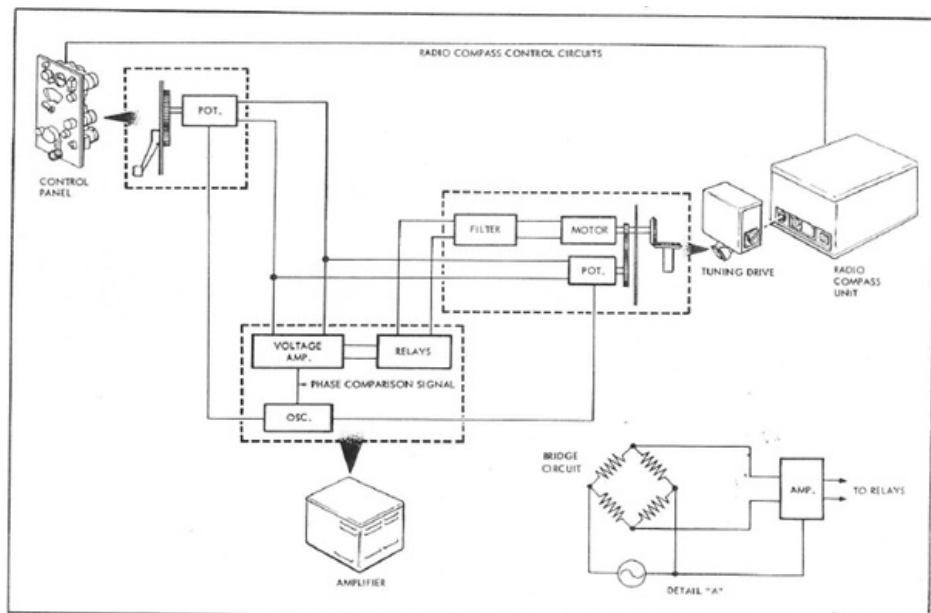 RADIO COMPASS CONTROL CIRCUITS
POT.
CONTROL
PANEL
FILTER
MOTOR
POT.
TUNING DRIVE
RADIO
COMPASS
UNIT
VOLTAGE
AMP.
RELAYS
PHASE COMPARISON SIGNAL
OSC.
BRIDGE
CIRCUIT
AMP.
TO RELAYS
AMPLIFIER
DETAIL "A"